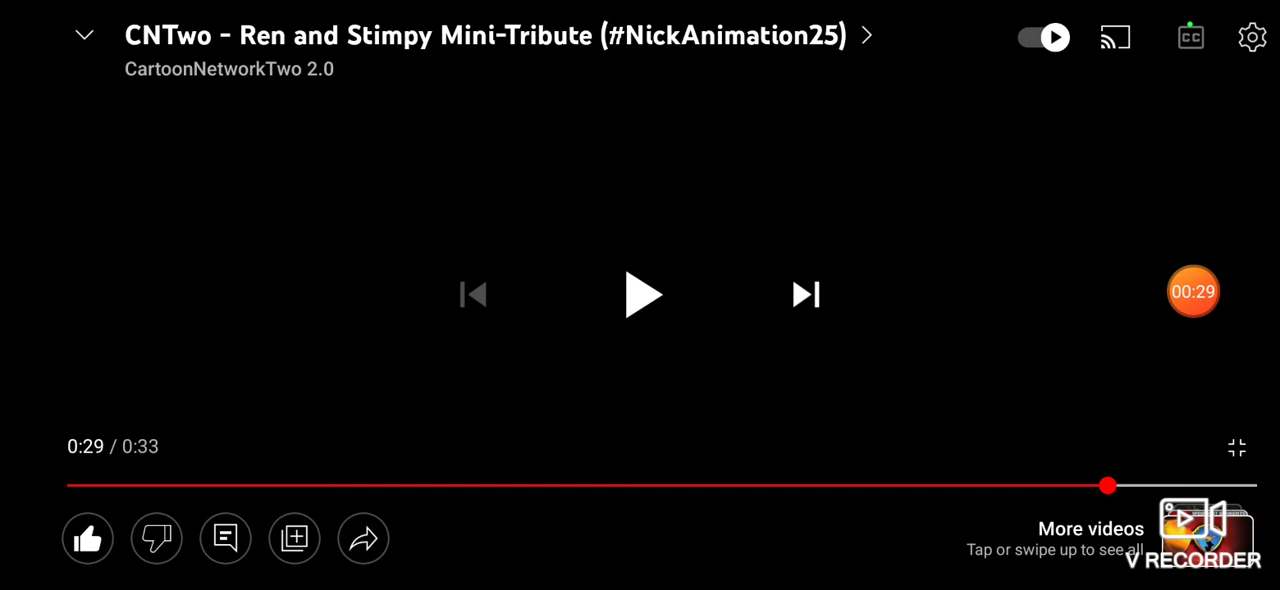 CNTwo - Ren and Stimpy Mini-Tribute (#NickAnimation25)
CartoonNetworkTwo 2.0
CC
00:29
0:29 / 0:33
More videos
Tap or swipe up to see all
V RECORDER